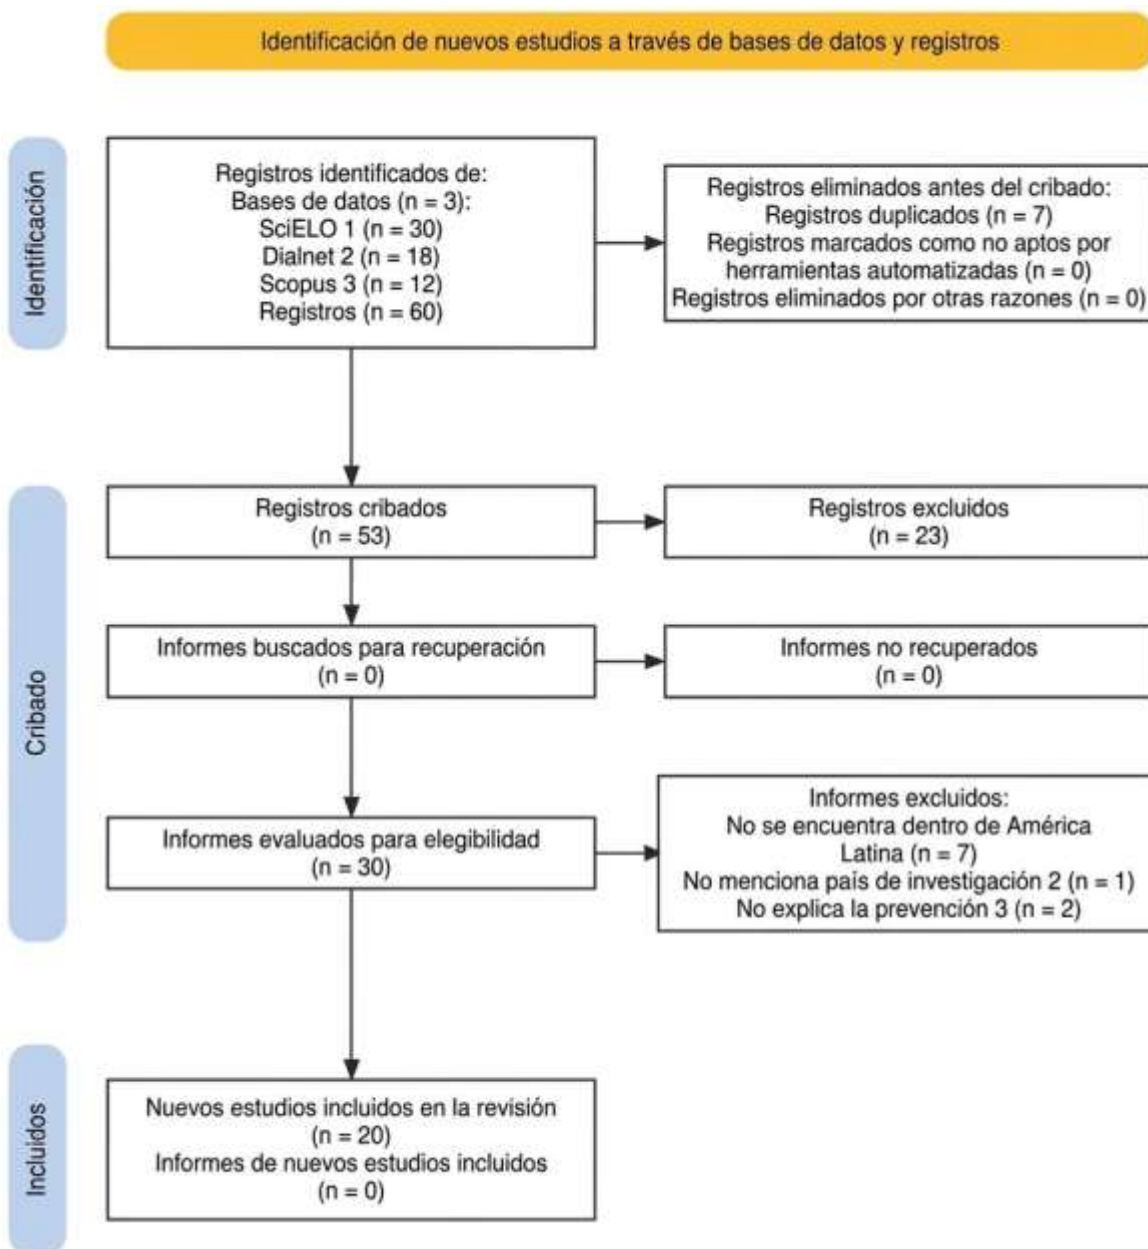 Identificación de nuevos estudios a través de bases de datos y registros
Identificación
Registros identificados de:
Bases de datos (n = 3):
SciELO 1 (n = 30)
Dialnet 2 (n = 18)
Scopus 3 (n = 12)
Registros (n = 60)
Registros eliminados antes del cribado:
Registros duplicados (n = 7)
Registros marcados como no aptos por
herramientas automatizadas (n = 0)
Registros eliminados por otras razones (n = 0)
Cribado
Registros cribados
(n = 53)
Registros excluidos
(n = 23)
Informes buscados para recuperación
(n = 0)
Informes no recuperados
(n = 0)
Informes evaluados para elegibilidad
(n = 30)
Informes excluidos:
No se encuentra dentro de América
Latina (n = 7)
No menciona país de investigación 2 (n = 1)
No explica la prevención 3 (n = 2)
Incluidos
Nuevos estudios incluidos en la revisión
(n = 20)
Informes de nuevos estudios incluidos
(n = 0)